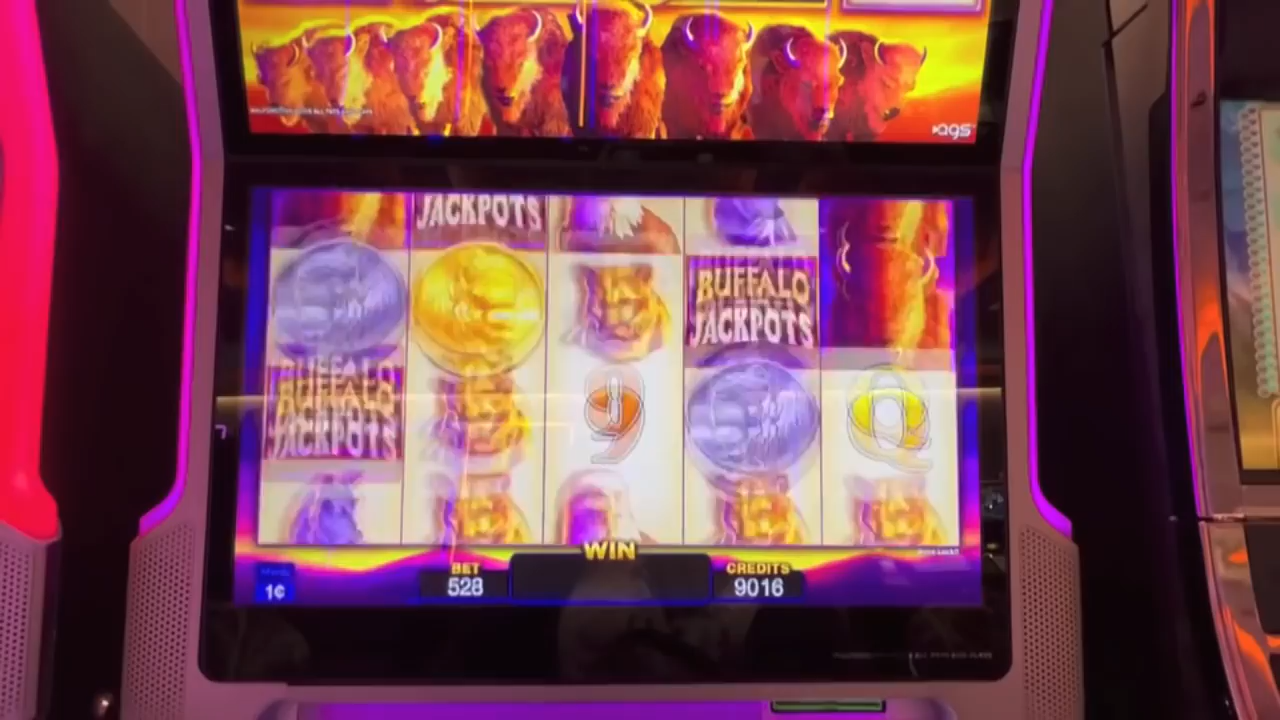 ags
JACKPOTS
BUFFALO
JACKPOTS
BUFFALO
JACKPOTS
9
Q
WIN
BET
528
CREDITS
9016
1¢